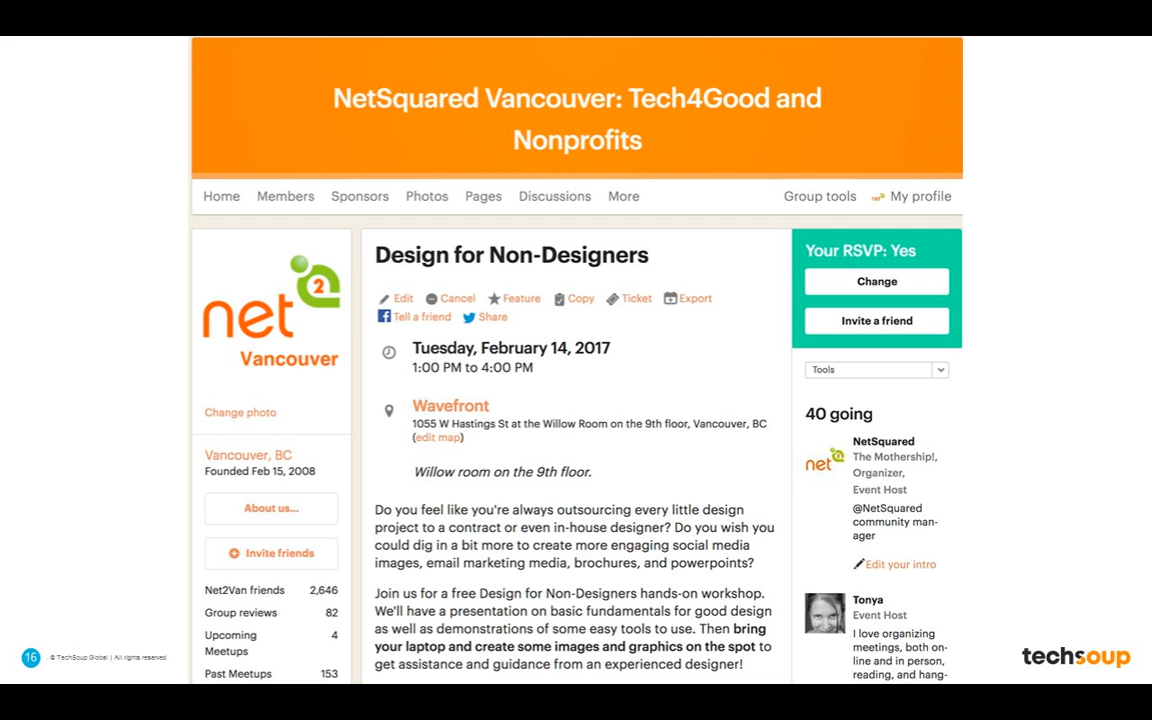 NetSquared Vancouver: Tech4Good and
Nonprofits
Home Members Sponsors Photos Pages Discussions More Group tools My profile
net2
Vancouver
Change photo
Vancouver, BC
Founded Feb 15, 2008
About us...
Invite friends
Net2Van friends 2,646
Group reviews 82
Upcoming 4
Meetups
Past Meetups 153
Design for Non-Designers
Edit Cancel Feature Copy Ticket Export
Tell a friend Share
Tuesday, February 14, 2017
1:00 PM to 4:00 PM
Wavefront
1055 W Hastings St at the Willow Room on the 9th floor, Vancouver, BC
(edit map)
Willow room on the 9th floor.
Do you feel like you're always outsourcing every little design
project to a contract or even in-house designer? Do you wish you
could dig in a bit more to create more engaging social media
images, email marketing media, brochures, and powerpoints?
Join us for a free Design for Non-Designers hands-on workshop.
We'll have a presentation on basic fundamentals for good design
as well as demonstrations of some easy tools to use. Then bring
your laptop and create some images and graphics on the spot to
get assistance and guidance from an experienced designer!
Your RSVP: Yes
Change
Invite a friend
Tools
40 going
net2
NetSquared
The Mothership!,
Organizer,
Event Host
@NetSquared
community man-
ager
Edit your intro
Tonya
Event Host
I love organizing
meetings, both on-
line and in person,
reading, and hang-
16
© TechSoup Global | All rights reserved
techsoup